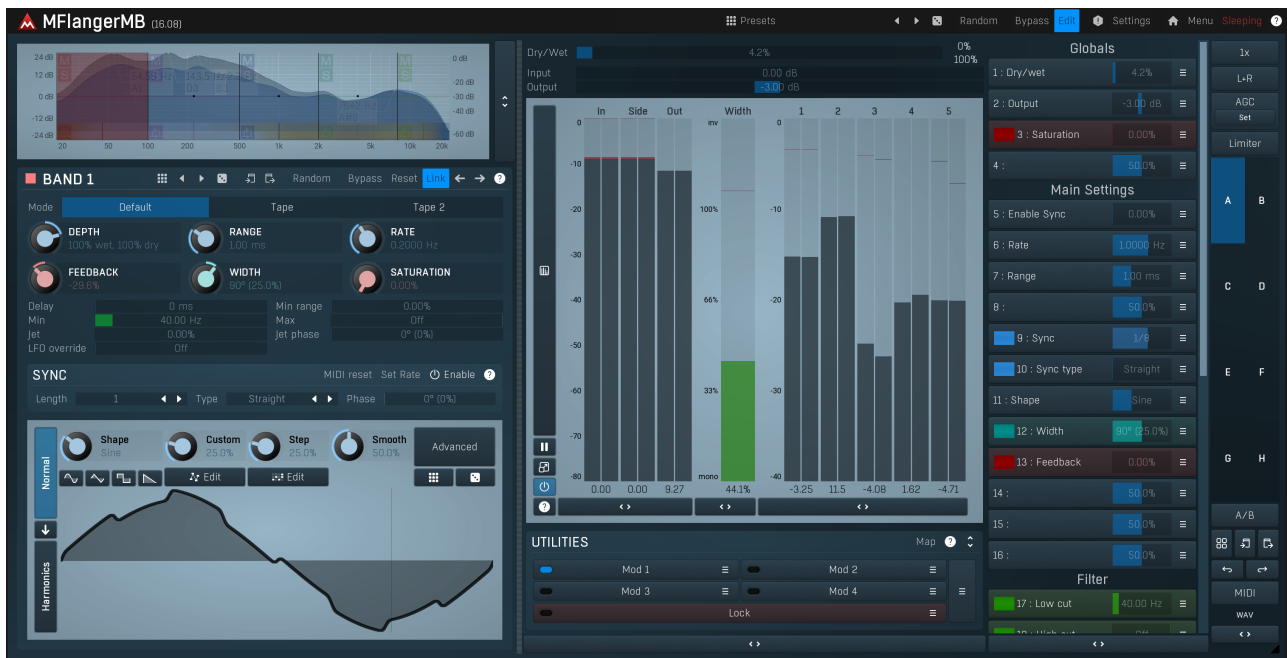 MFlangerMB (16.08) Presets Random Bypass Edit Settings Menu Sleeping ?
24 dB 0 dB
12 dB -20 dB
0 dB -30 dB
-12 dB -40 dB
-24 dB -60 dB
20 50 100 200 500 1k 2k 5k 10k 20k
BAND 1 Random Bypass Reset Link ?
Mode Default Tape Tape 2
DEPTH RANGE RATE
100% wet, 100% dry 1.00 ms 0.2000 Hz
FEEDBACK WIDTH SATURATION
-29.6% 90° (25.0%) 0.00%
Delay 0 ms Min range 0.00%
Min 40.00 Hz Max Off
Jet 0.00% Jet phase 0° (0%)
LFO override Off
SYNC MIDI reset Set Rate Enable ?
Length 1 Type Straight Phase 0° (0%)
Normal
Harmonics
Shape Custom Step Smooth Advanced
Sine 25.0% 25.0% 50.0%
Edit Edit
Dry/Wet 4.2% 0%
100%
Input 0.00 dB
Output -3.00 dB
In Side Out Width 1 2 3 4 5
0 inv 0
-10
-20 100% -10
-30
-40 66% -20
-50
-60 33% -30
-70
-80 mono -40
0.00 0.00 9.27 44.1% -3.25 11.5 -4.08 1.62 -4.71
?
UTILITIES Map ?
Mod 1 Mod 2
Mod 3 Mod 4
Lock
Globals
1 : Dry/wet 4.2%
2 : Output -3.00 dB
3 : Saturation 0.00%
4 : 50.0%
Main Settings
5 : Enable Sync 0.00%
6 : Rate 1.0000 Hz
7 : Range 1.00 ms
8 : 50.0%
9 : Sync 1/8
10 : Sync type Straight
11 : Shape Sine
12 : Width 90° (25.0%)
13 : Feedback 0.00%
14 : 50.0%
15 : 50.0%
16 : 50.0%
Filter
17 : Low cut 40.00 Hz
18 : High cut Off
1x
L+R
AGC
Set
Limiter
A B
C D
E F
G H
A/B
MIDI
WAV